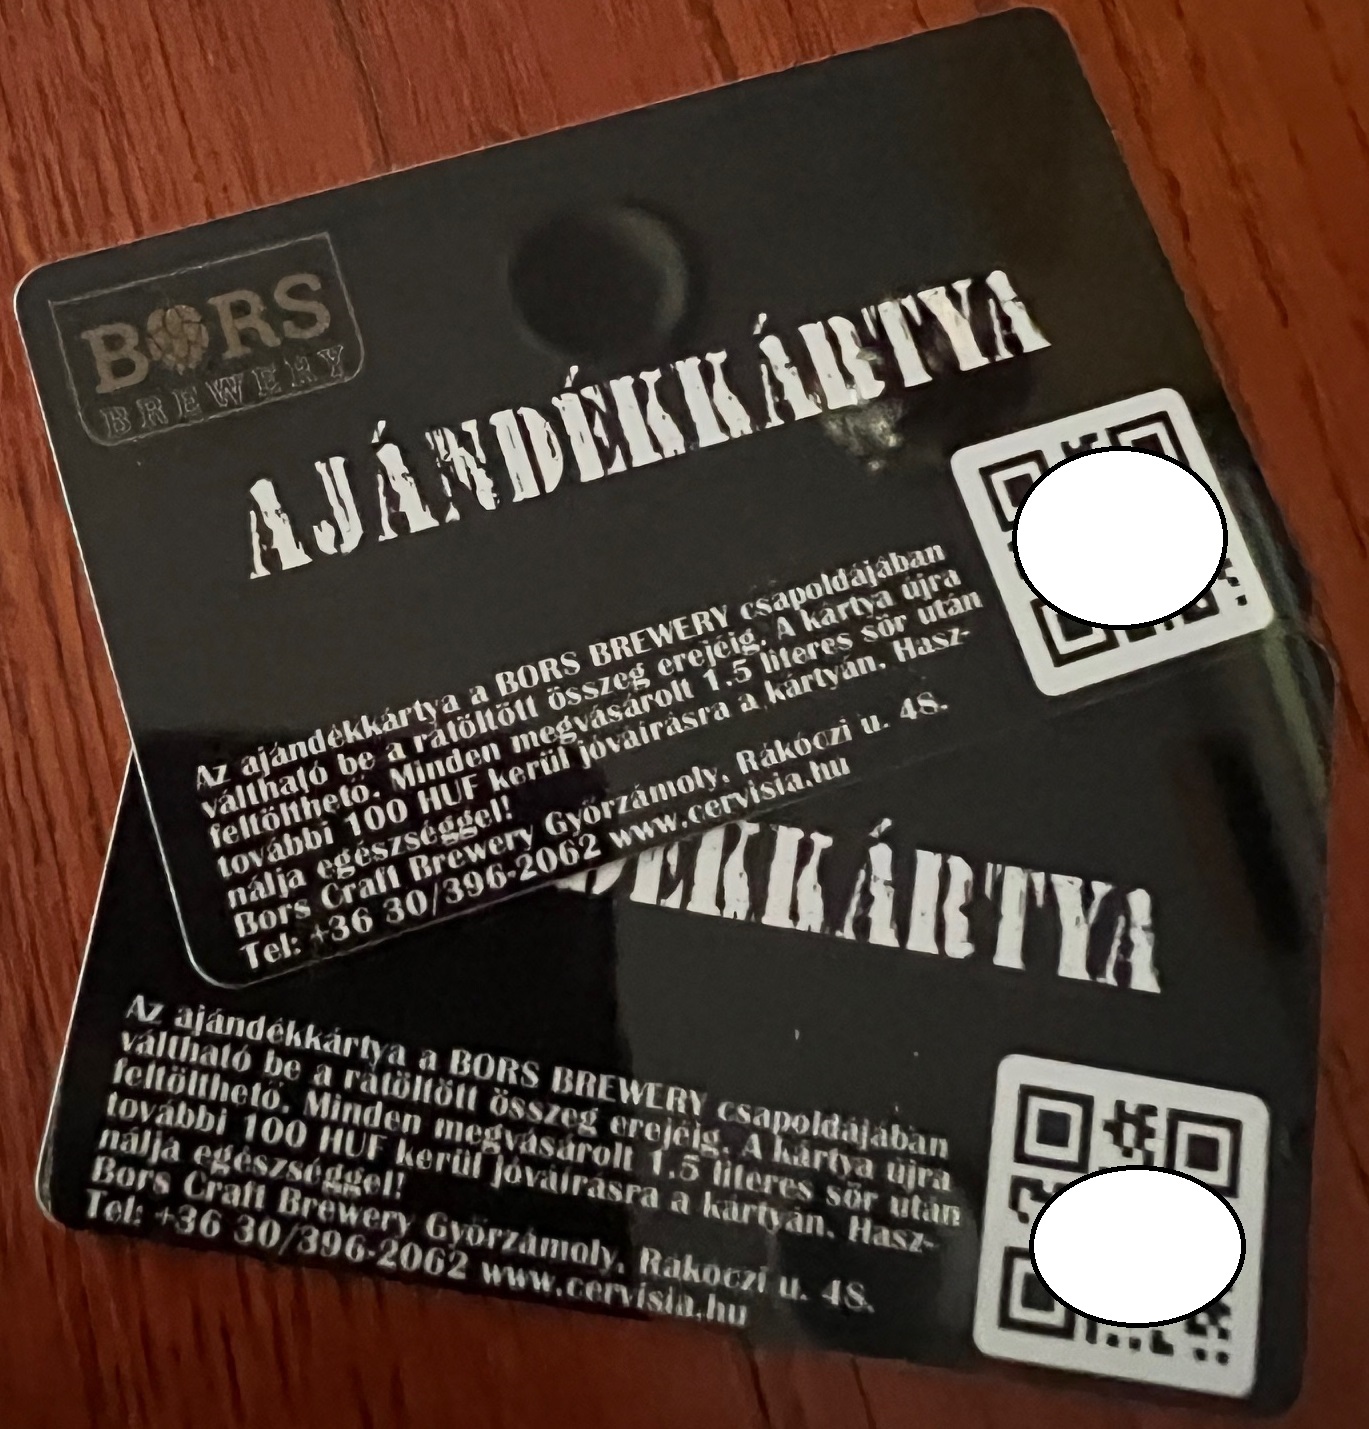 BORS
BREWERY
AJÁNDÉKKÁRTYA
Az ajándékkártya a BORS BREWERY csapoldájában
váltható be a rátöltött összeg erejéig. A kártya újra
feltölthető. Minden megvásárolt 1.5 literes sör után
további 100 HUF kerül jóváírásra a kártyán. Hasz-
nálja egészséggel!
Bors Craft Brewery Győrzámoly, Rákóczi u. 48.
Tel: +36 30/396-2062 www.cervisia.hu
DÉKKÁRTYA
Az ajándékkártya a BORS BREWERY csapoldájában
váltható be a rátöltött összeg erejéig. A kártya újra
feltölthető. Minden megvásárolt 1.5 literes sör után
további 100 HUF kerül jóváírásra a kártyán. Hasz-
nálja egészséggel!
Bors Craft Brewery Győrzámoly, Rákóczi u. 48.
Tel: +36 30/396-2062 www.cervisia.hu